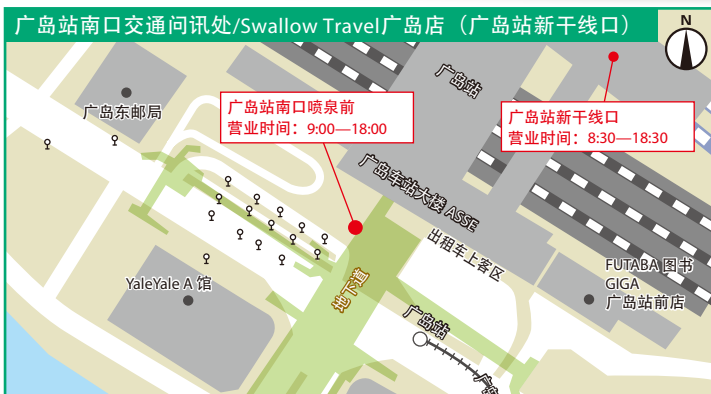 广岛站南口交通问讯处/Swallow Travel广岛店（广岛站新干线口）
N
广岛站
广岛东邮局
广岛站南口喷泉前
营业时间：9:00—18:00
广岛站新干线口
营业时间：8:30—18:30
广岛车站大楼 ASSE
出租车上客区
FUTABA 图书
GIGA
广岛站前店
YaleYale A 馆
地下道
广岛站